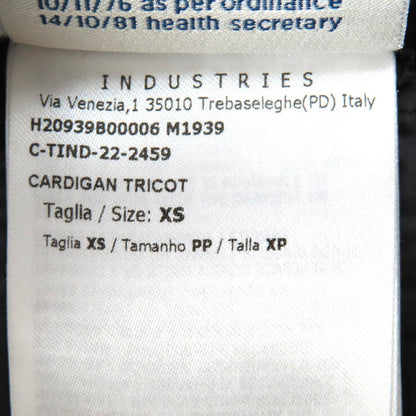 10/11/76 as per ordinance
14/10/81 health secretary
INDUSTRIES
Via Venezia,1 35010 Trebaseleghe(PD) Italy
H20939B00006 M1939
C-TIND-22-2459
CARDIGAN TRICOT
Taglia / Size: XS
Taglia XS / Tamanho PP / Talla XP